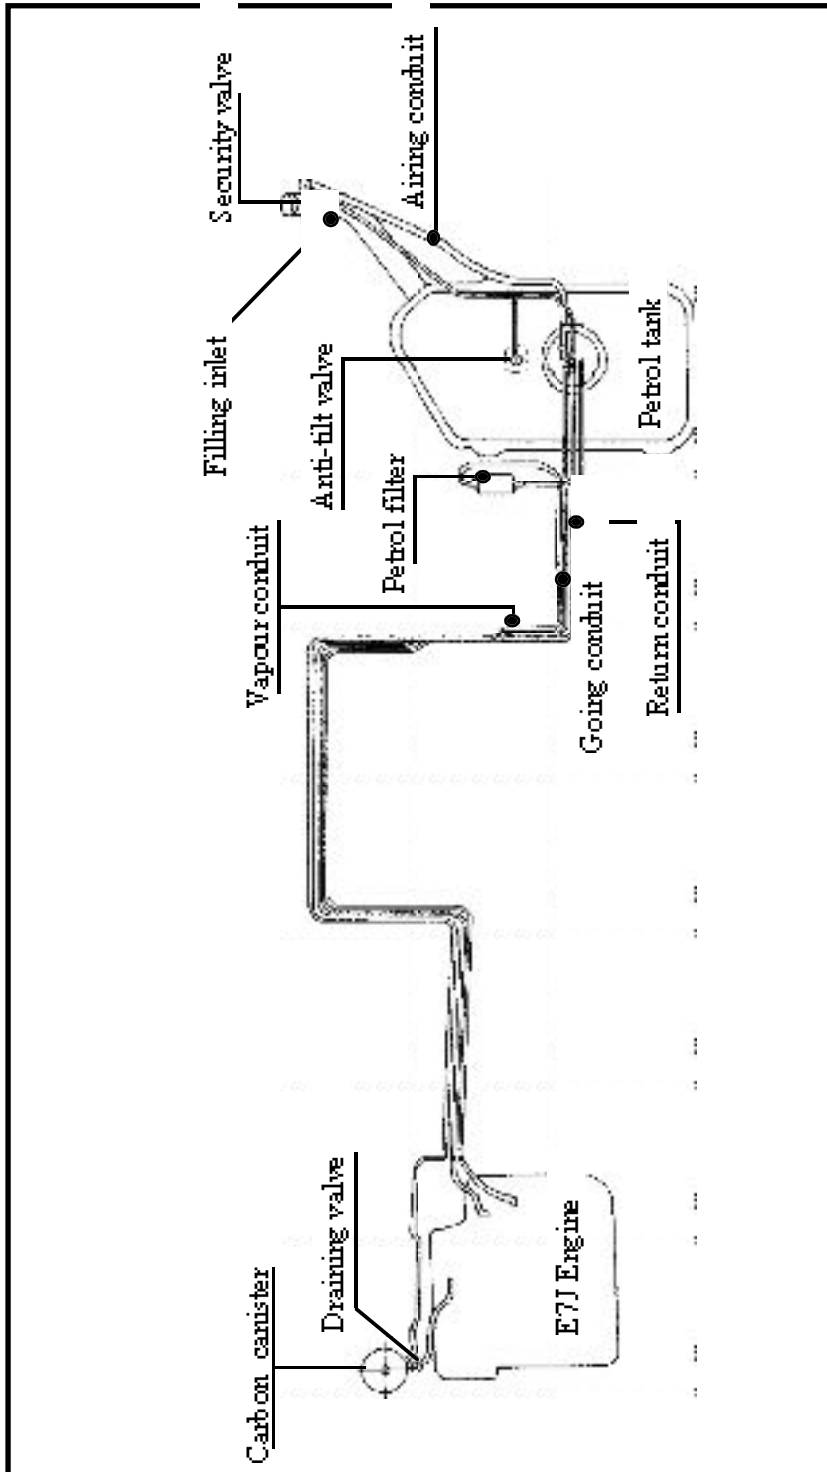 Security valve
Airing conduit
Filling inlet
Anti-tilt valve
Petrol tank
Petrol filter
Vapour conduit
Going conduit
Return conduit
Draining valve
E7J Engine
Carbon canister